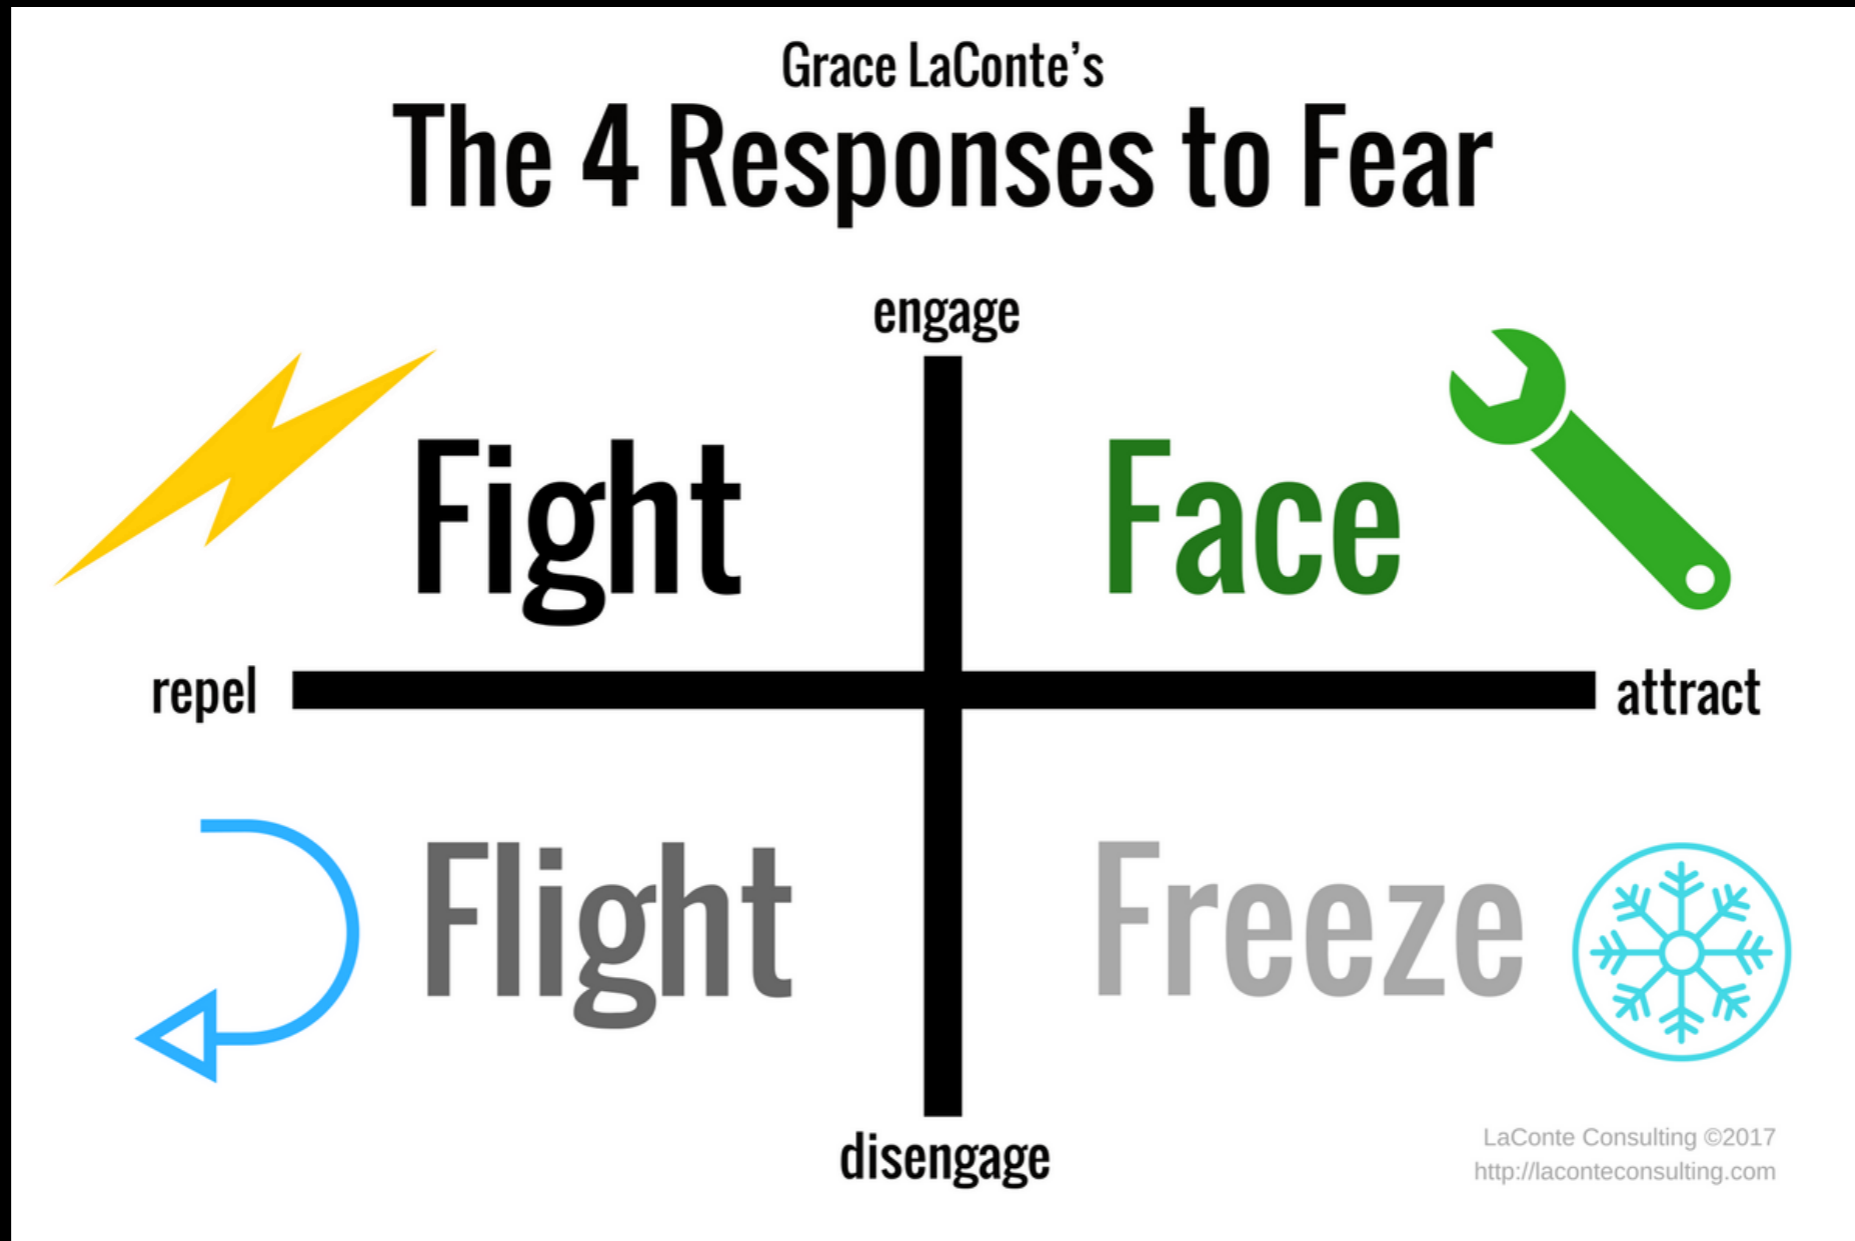 Grace LaConte’s
The 4 Responses to Fear
engage
Fight
Face
repel
attract
Flight
Freeze
disengage
LaConte Consulting ©2017
http://laconteconsulting.com